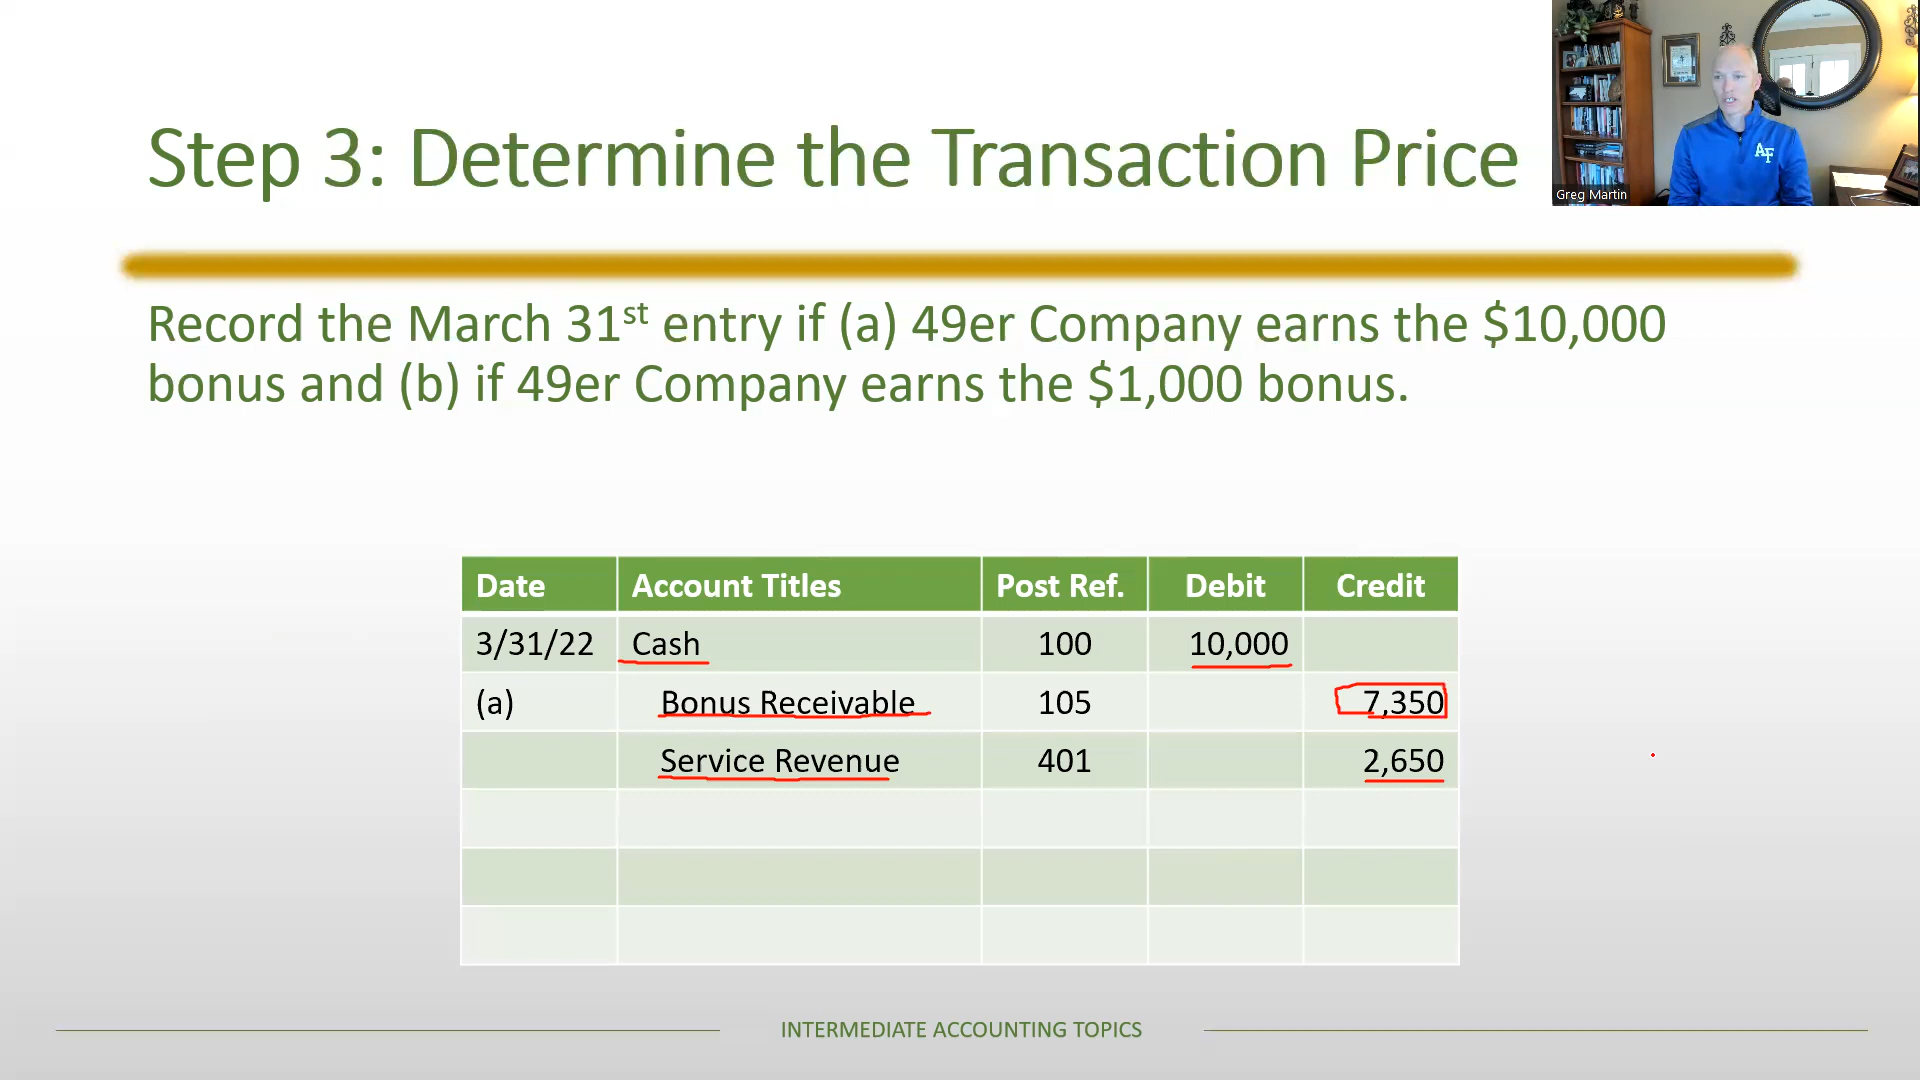 Step 3: Determine the Transaction Price
AF
Greg Martin
Record the March 31st entry if (a) 49er Company earns the $10,000
bonus and (b) if 49er Company earns the $1,000 bonus.
Date Account Titles Post Ref. Debit Credit
3/31/22 Cash 100 10,000
(a) Bonus Receivable 105 7,350
Service Revenue 401 2,650
INTERMEDIATE ACCOUNTING TOPICS